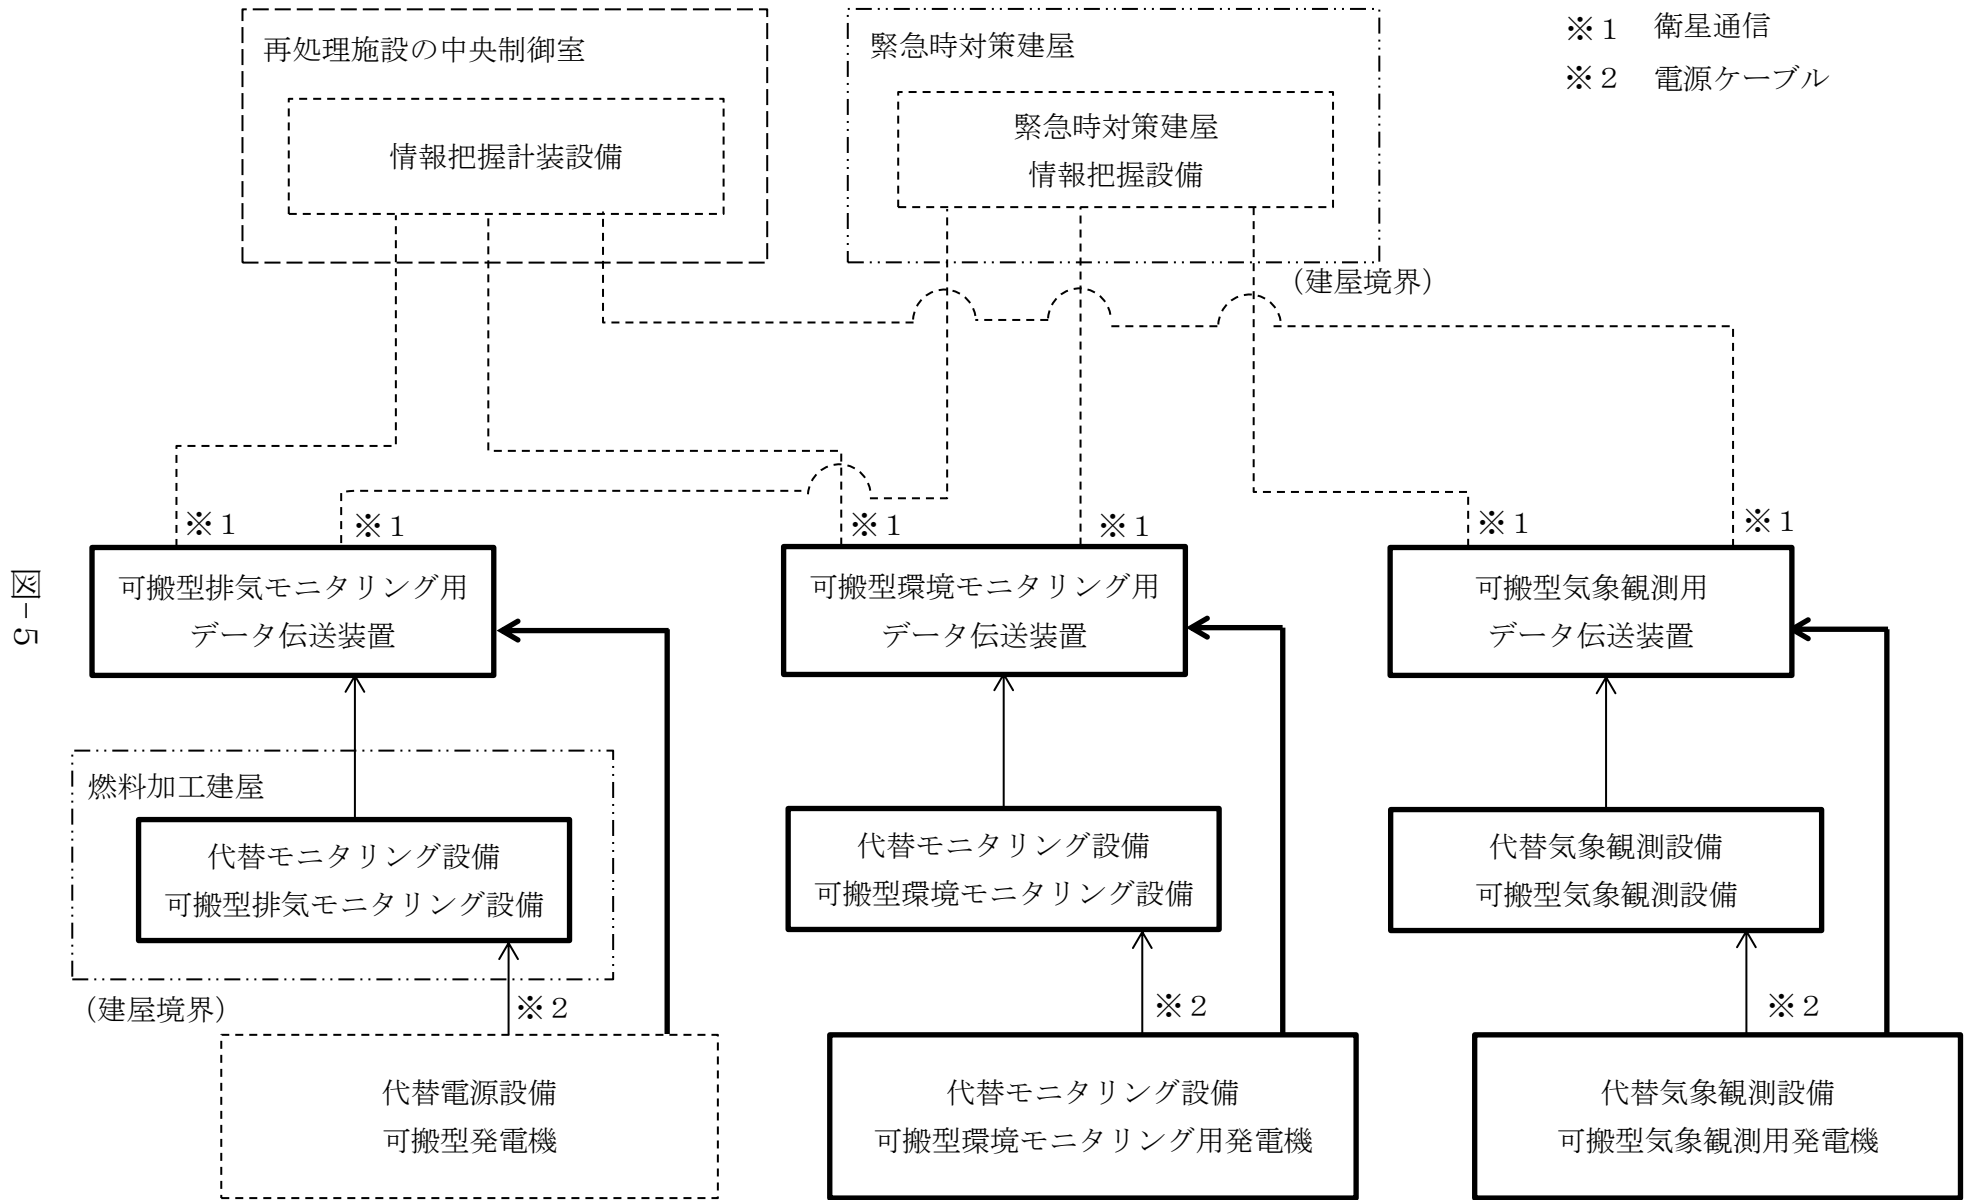 再処理施設の中央制御室
情報把握計装設備
緊急時対策建屋
緊急時対策建屋
情報把握設備
(建屋境界)
※1 衛星通信
※2 電源ケーブル
※1
※1
※1
※1
※1
※1
可搬型排気モニタリング用
データ伝送装置
可搬型環境モニタリング用
データ伝送装置
可搬型気象観測用
データ伝送装置
図-5
燃料加工建屋
代替モニタリング設備
可搬型排気モニタリング設備
代替モニタリング設備
可搬型環境モニタリング設備
代替気象観測設備
可搬型気象観測設備
(建屋境界)
※2
※2
※2
代替電源設備
可搬型発電機
代替モニタリング設備
可搬型環境モニタリング用発電機
代替気象観測設備
可搬型気象観測用発電機